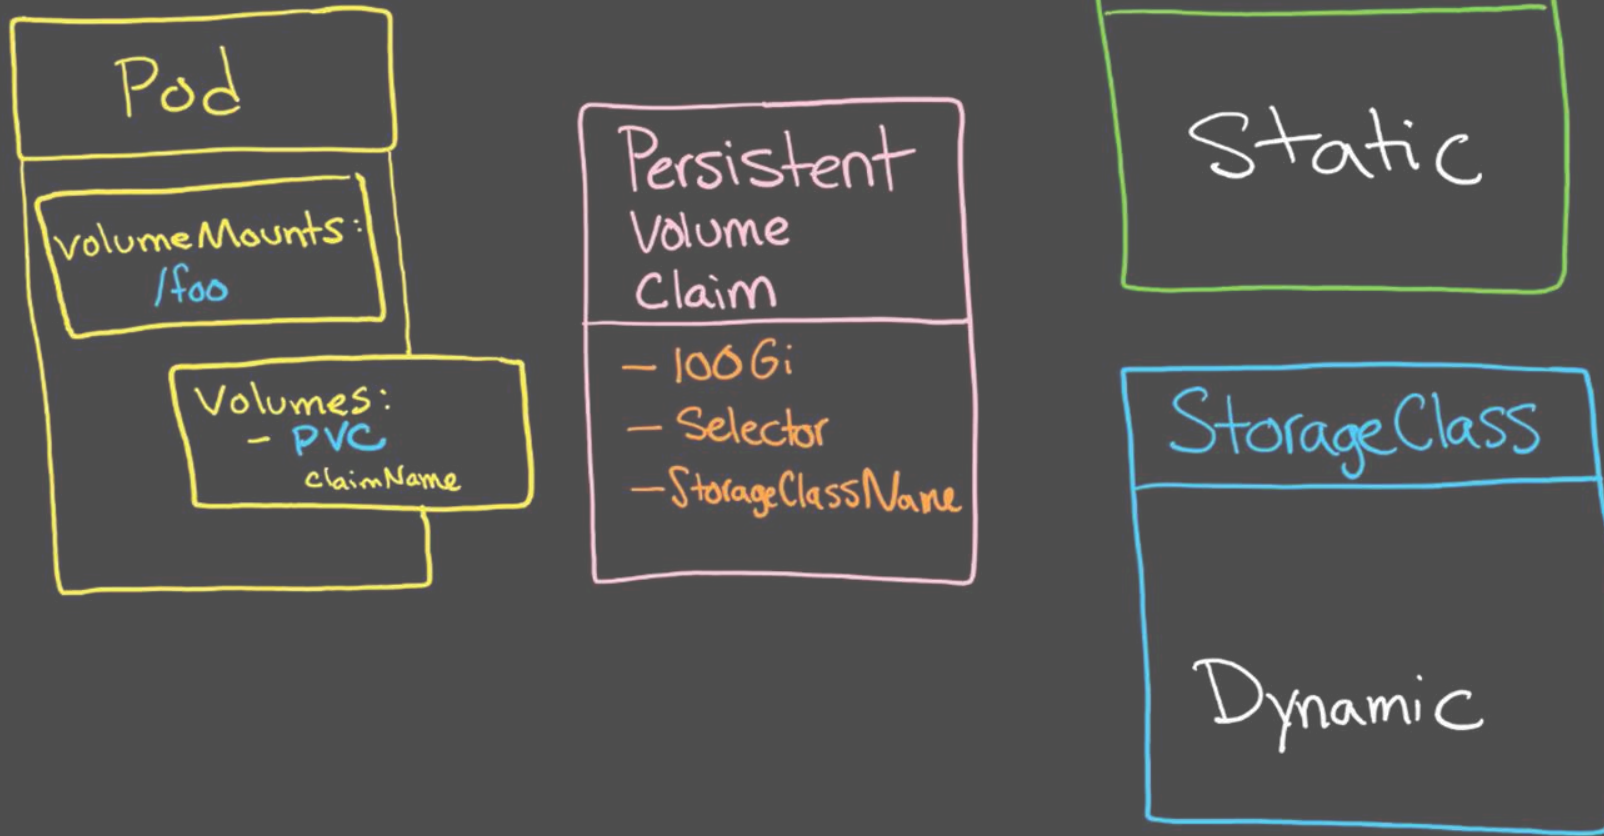 Pod
volumeMounts:
/foo
Volumes:
- PVC
claimName
Persistent
Volume
Claim
- 100Gi
- Selector
- StorageClassName
Static
StorageClass
Dynamic